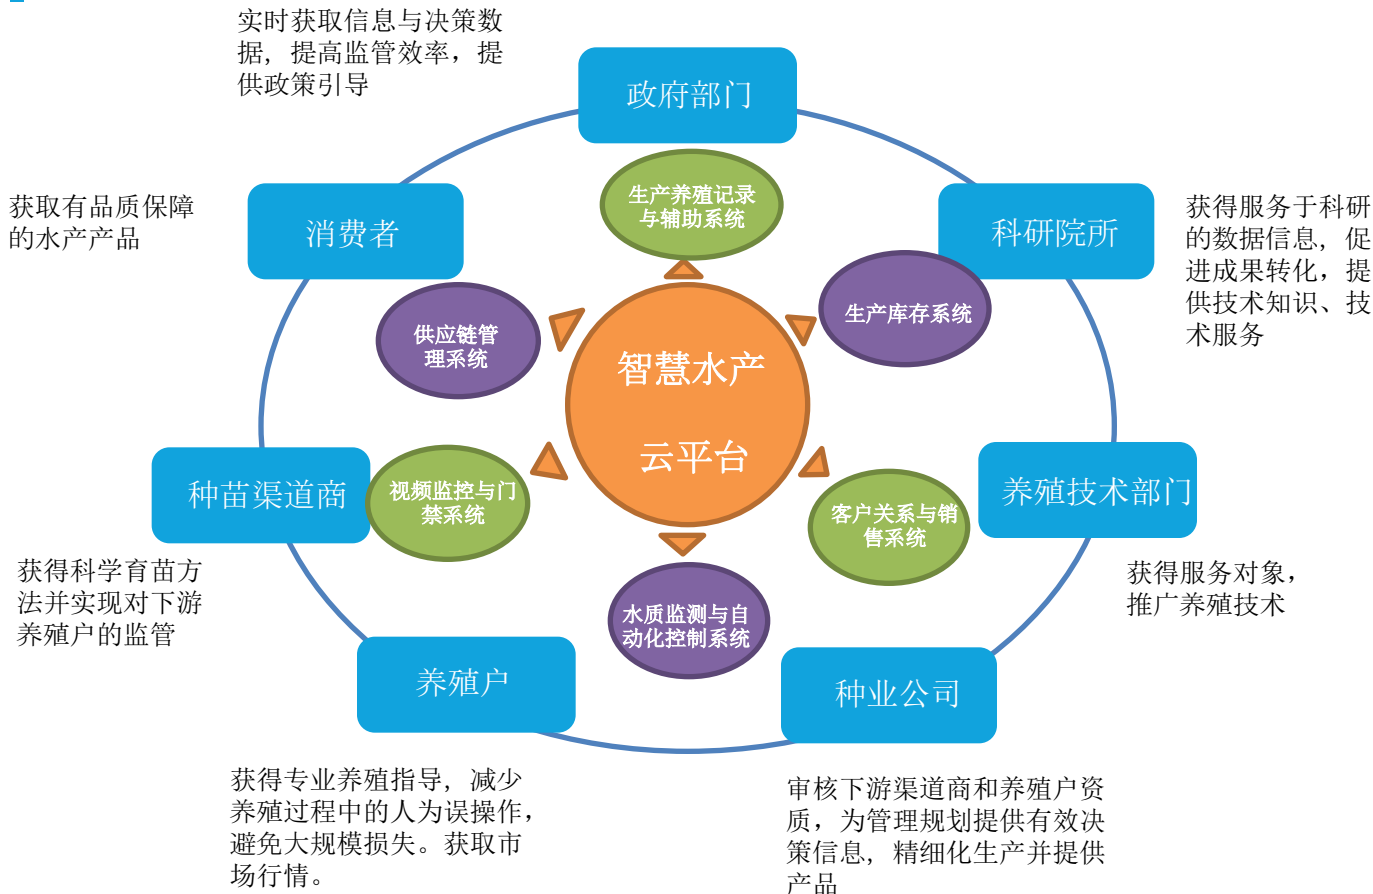 实时获取信息与决策数
据，提高监管效率，提
供政策引导
政府部门
生产养殖记录
与辅助系统
消费者
获取有品质保障
的水产产品
科研院所
获得服务于科研
的数据信息，促
进成果转化，提
供技术知识、技
术服务
供应链管
理系统
生产库存系统
智慧水产
云平台
种苗渠道商
视频监控与门
禁系统
客户关系与销
售系统
养殖技术部门
获得科学育苗方
法并实现对下游
养殖户的监管
获得服务对象，
推广养殖技术
水质监测与自
动化控制系统
养殖户
种业公司
获得专业养殖指导，减少
养殖过程中的人为误操作，
避免大规模损失。获取市
场行情。
审核下游渠道商和养殖户资
质，为管理规划提供有效决
策信息，精细化生产并提供
产品